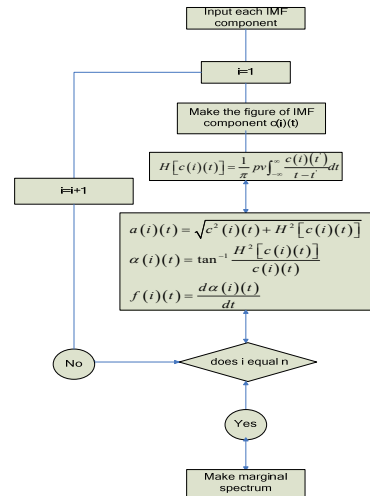 Input each IMF
component
i=1
Make the figure of IMF
component c(i)(t)
H[c(i)(t)] = 1/π pv∫_{-∞}^{∞} c(i)(t')/(t-t') dt
i=i+1
a(i)(t) = √(c²(i)(t) + H²[c(i)(t)])
α(i)(t) = tan⁻¹ H²[c(i)(t)]/c(i)(t)
f(i)(t) = dα(i)(t)/dt
No
does i equal n
Yes
Make marginal
spectrum